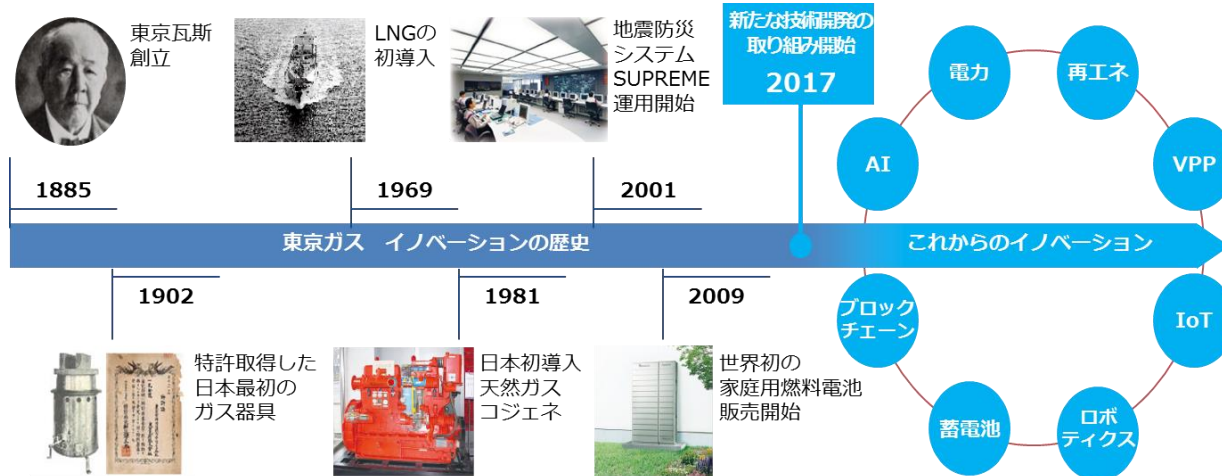 東京瓦斯
創立
LNGの
初導入
地震防災
システム
SUPREME
運用開始
新たな技術開発の
取り組み開始
2017
電力
再エネ
AI
VPP
1885
1969
2001
東京ガス　イノベーションの歴史
これからのイノベーション
1902
1981
2009
ブロック
チェーン
IoT
特許取得した
日本最初の
ガス器具
日本初導入
天然ガス
コジェネ
世界初の
家庭用燃料電池
販売開始
蓄電池
ロボ
ティクス